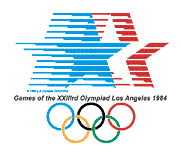 Games of the XXIIIrd Olympiad Los Angeles 1984